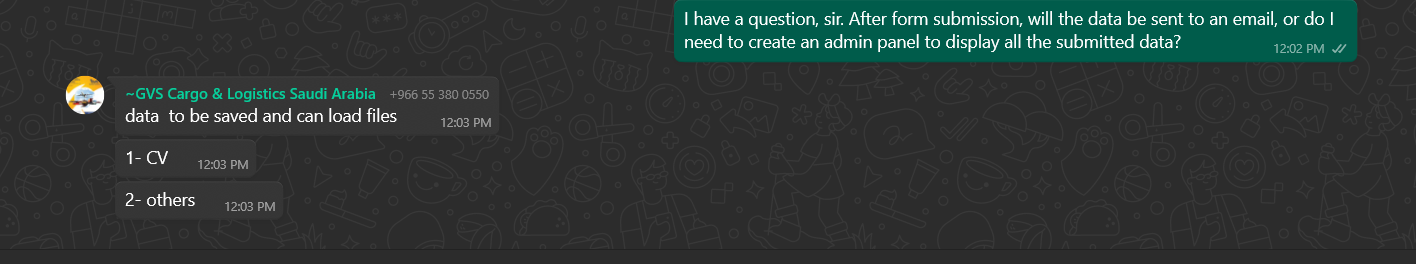 I have a question, sir. After form submission, will the data be sent to an email, or do I
need to create an admin panel to display all the submitted data?
12:02 PM
~GVS Cargo & Logistics Saudi Arabia +966 55 380 0550
data to be saved and can load files 12:03 PM
1- CV 12:03 PM
2- others 12:03 PM